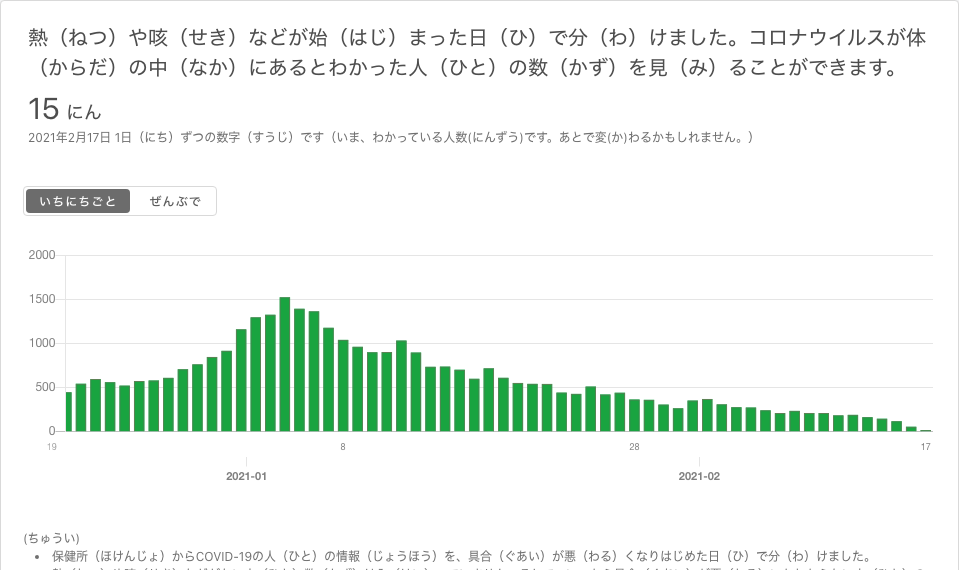 熱（ねつ）や咳（せき）などが始（はじ）まった日（ひ）で分（わ）けました。コロナウイルスが体
（からだ）の中（なか）にあるとわかった人（ひと）の数（かず）を見（み）ることができます。
15 にん
2021年2月17日 1日（にち）ずつの数字（すうじ）です（いま、わかっている人数(にんずう)です。あとで変(か)わるかもしれません。）
いちにちごと ぜんぶで
2000
1500
1000
500
0
19 8 28 17
2021-01 2021-02
(ちゅうい)
• 保健所（ほけんじょ）からCOVID-19の人（ひと）の情報（じょうほう）を、具合（ぐあい）が悪（わる）くなりはじめた日（ひ）で分（わ）けました。